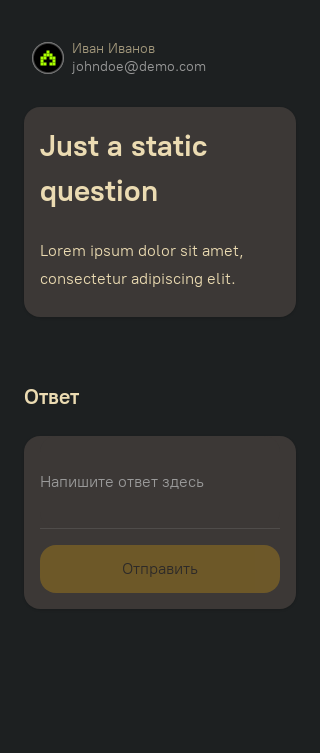 Иван Иванов
johndoe@demo.com
Just a static
question
Lorem ipsum dolor sit amet,
consectetur adipiscing elit.
Ответ
Напишите ответ здесь
Отправить